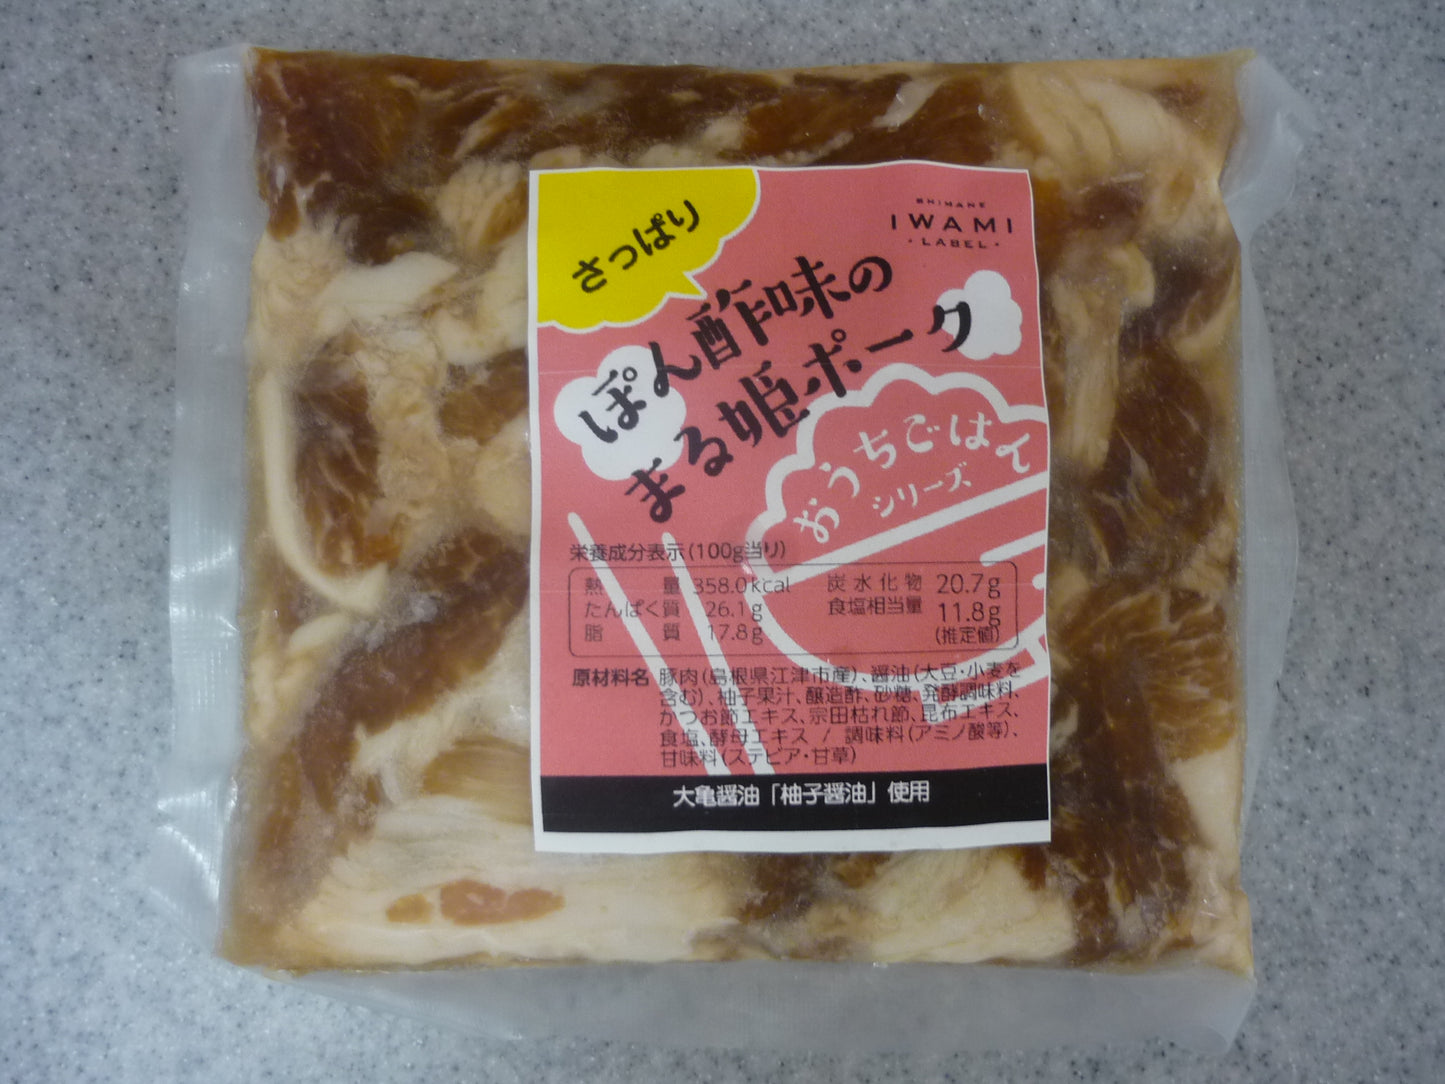 さっぱり
SHIMANE
IWAMI
・LABEL・
ぽん酢味の
まる姫ポーク
おうちごはん
シリーズ
栄養成分表示(100g当り)
熱量 358.0kcal 炭水化物 20.7g
たんぱく質 26.1g 食塩相当量 11.8g
脂質 17.8g (推定値)
原材料名 豚肉(島根県江津市産)、醤油(大豆・小麦を
含む)、柚子果汁、醸造酢、砂糖、発酵調味料、
かつお節エキス、宗田枯れ節、昆布エキス、
食塩、酵母エキス / 調味料(アミノ酸等)、
甘味料(ステビア・甘草)
大亀醤油「柚子醤油」使用